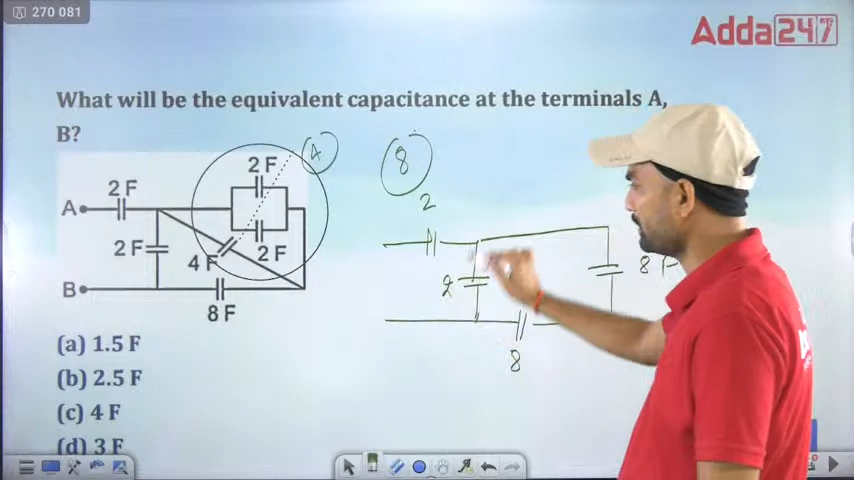 270 081
Adda247
What will be the equivalent capacitance at the terminals A,
B?
4
8
2 F
2 F
A
2
2 F
4 F
2 F
8 F
2
B
8 F
8
(a) 1.5 F
(b) 2.5 F
(c) 4 F
(d) 3 F